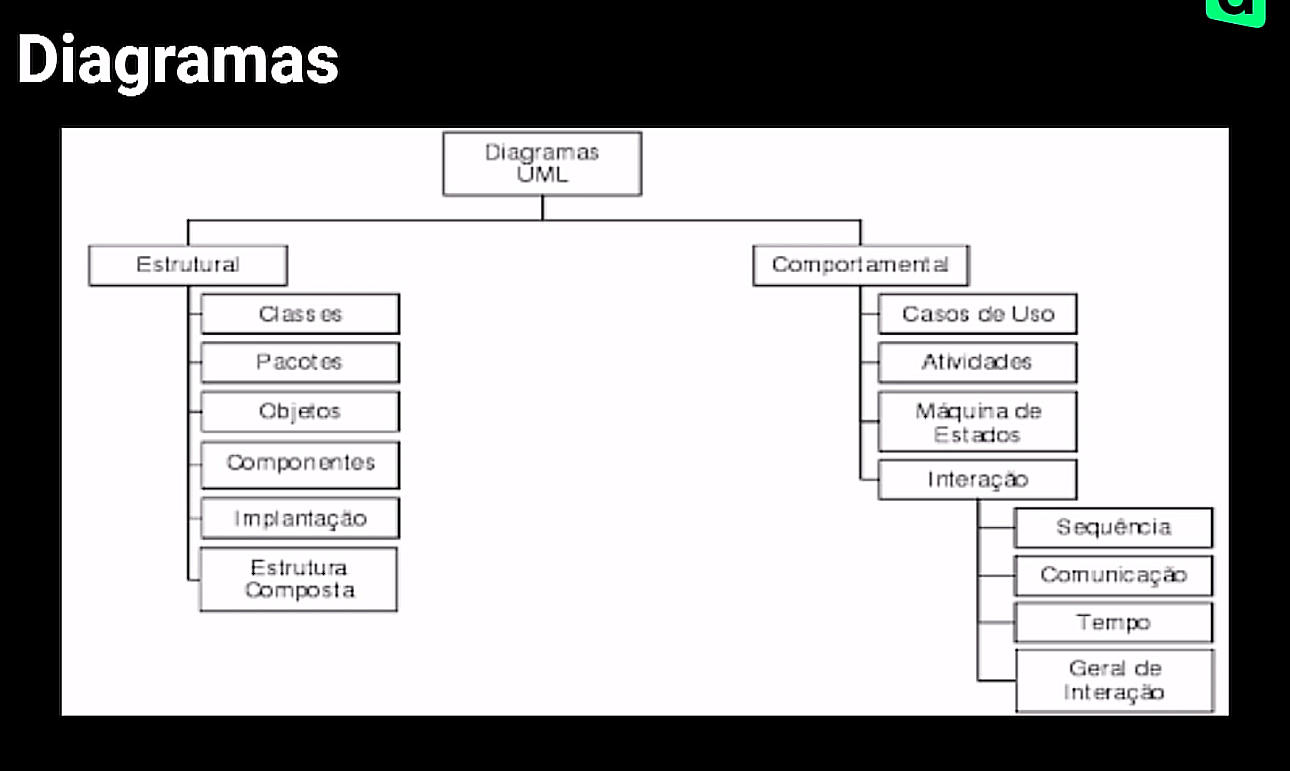 Diagramas
Diagramas
UML
Estrutural
Classes
Pacotes
Objetos
Componentes
Implantação
Estrutura
Composta
Comportamental
Casos de Uso
Atividades
Máquina de
Estados
Interação
Sequência
Comunicação
Tempo
Geral de
Interação